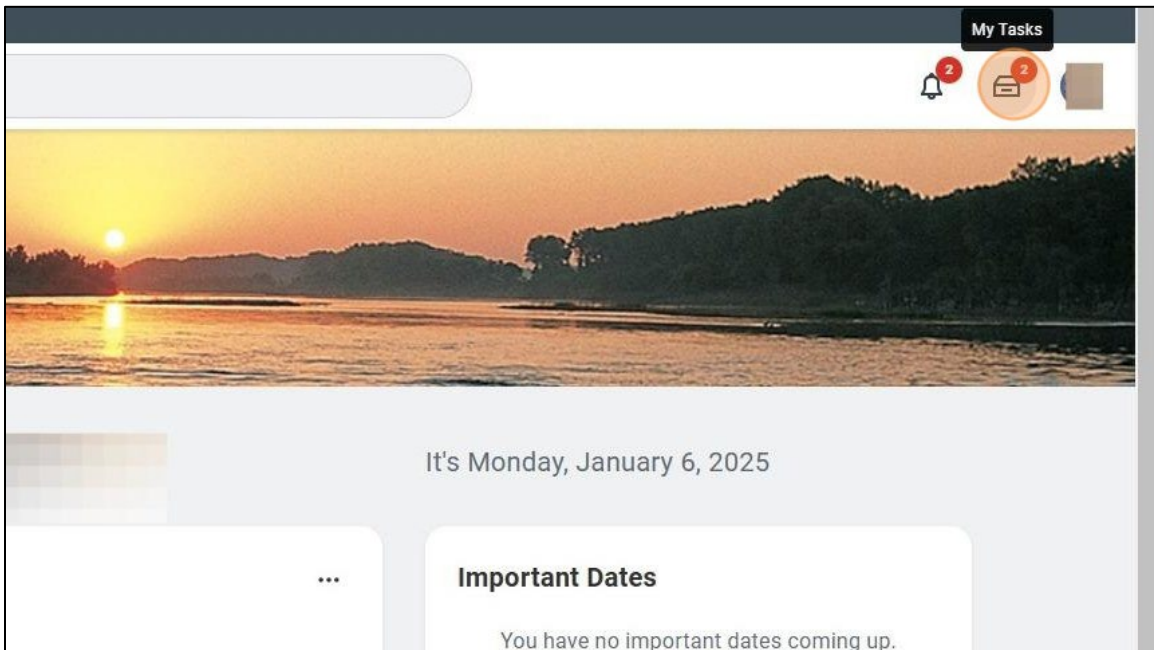 My Tasks
2
2
It's Monday, January 6, 2025
Important Dates
You have no important dates coming up.